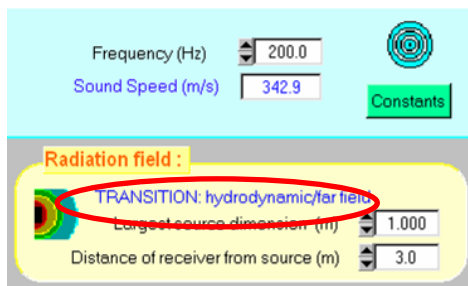 Frequency (Hz) 200.0
Sound Speed (m/s) 342.9
Constants
Radiation field :
TRANSITION: hydrodynamic/far field
Largest source dimension (m) 1.000
Distance of receiver from source (m) 3.0